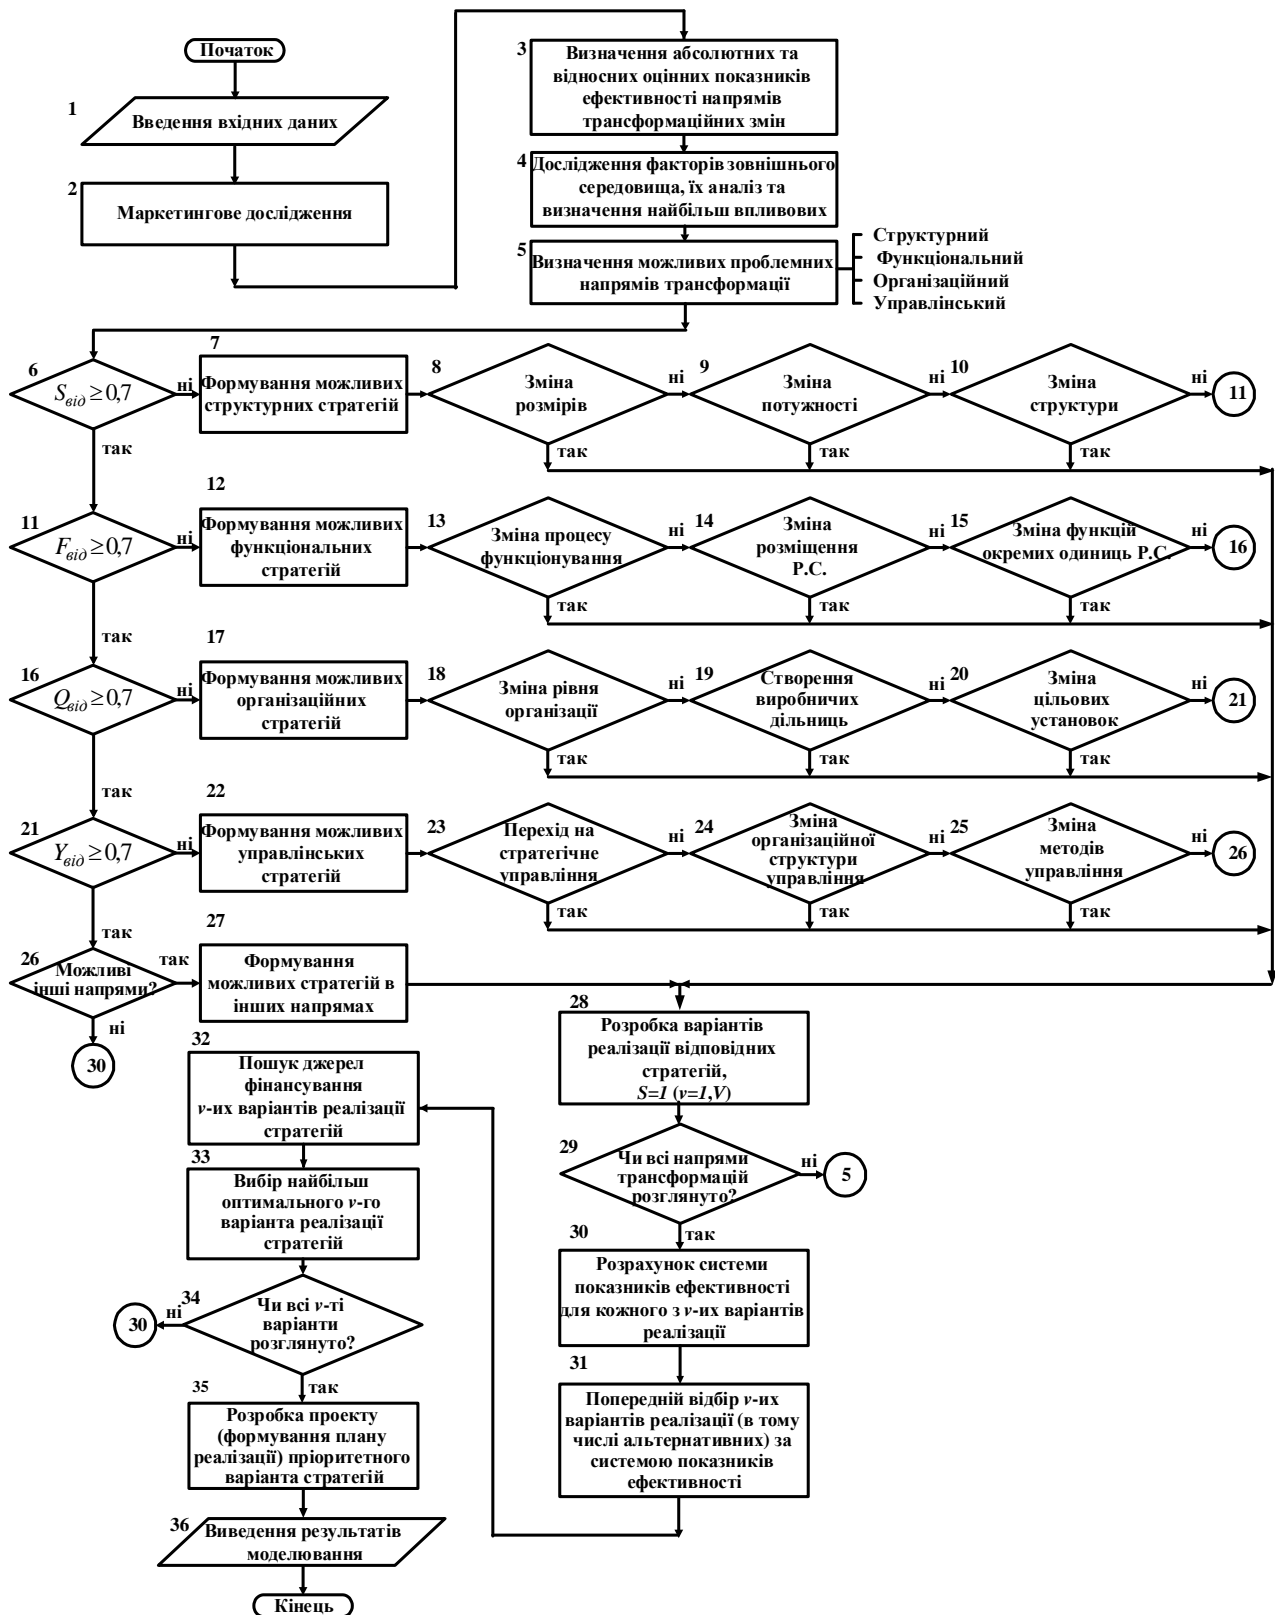 Початок
1
Введення вхідних даних
2
Маркетингове дослідження
3
Визначення абсолютних та
відносних оцінних показників
ефективності напрямів
трансформаційних змін
4
Дослідження факторів зовнішнього
середовища, їх аналіз та
визначення найбільш впливових
5
Визначення можливих проблемних
напрямів трансформації
Структурний
Функціональний
Організаційний
Управлінський
6
S від ≥ 0,7
ні
так
7
Формування можливих
структурних стратегій
8
Зміна
розмірів
ні
так
9
Зміна
потужності
ні
так
10
Зміна
структури
ні
так
11
11
F від ≥ 0,7
ні
так
12
Формування можливих
функціональних
стратегій
13
Зміна процесу
функціонування
ні
так
14
Зміна
розміщення
Р.С.
ні
так
15
Зміна функцій
окремих одиниць Р.С.
ні
так
16
16
Q від ≥ 0,7
ні
так
17
Формування можливих
організаційних
стратегій
18
Зміна рівня
організації
ні
так
19
Створення
виробничих
дільниць
ні
так
20
Зміна
цільових
установок
ні
так
21
21
Y від ≥ 0,7
ні
так
22
Формування можливих
управлінських
стратегій
23
Перехід на
стратегічне
управління
ні
так
24
Зміна
організаційної
структури
управління
ні
так
25
Зміна
методів
управління
ні
так
26
26
Можливі
інші напрями?
так
ні
30
27
Формування
можливих стратегій в
інших напрямах
28
Розробка варіантів
реалізації відповідних
стратегій,
S=1 (v=1,V)
29
Чи всі напрями
трансформацій
розглянуто?
ні
5
так
30
Розрахунок системи
показників ефективності
для кожного з v-их варіантів
реалізації
31
Попередній відбір v-их
варіантів реалізації (в тому
числі альтернативних) за
системою показників
ефективності
32
Пошук джерел
фінансування
v-их варіантів реалізації
стратегій
33
Вибір найбільш
оптимального v-го
варіанта реалізації
стратегій
34
Чи всі v-ті
варіанти
розглянуто?
ні
30
так
35
Розробка проекту
(формування плану
реалізації) пріоритетного
варіанта стратегій
36
Виведення результатів
моделювання
Кінець